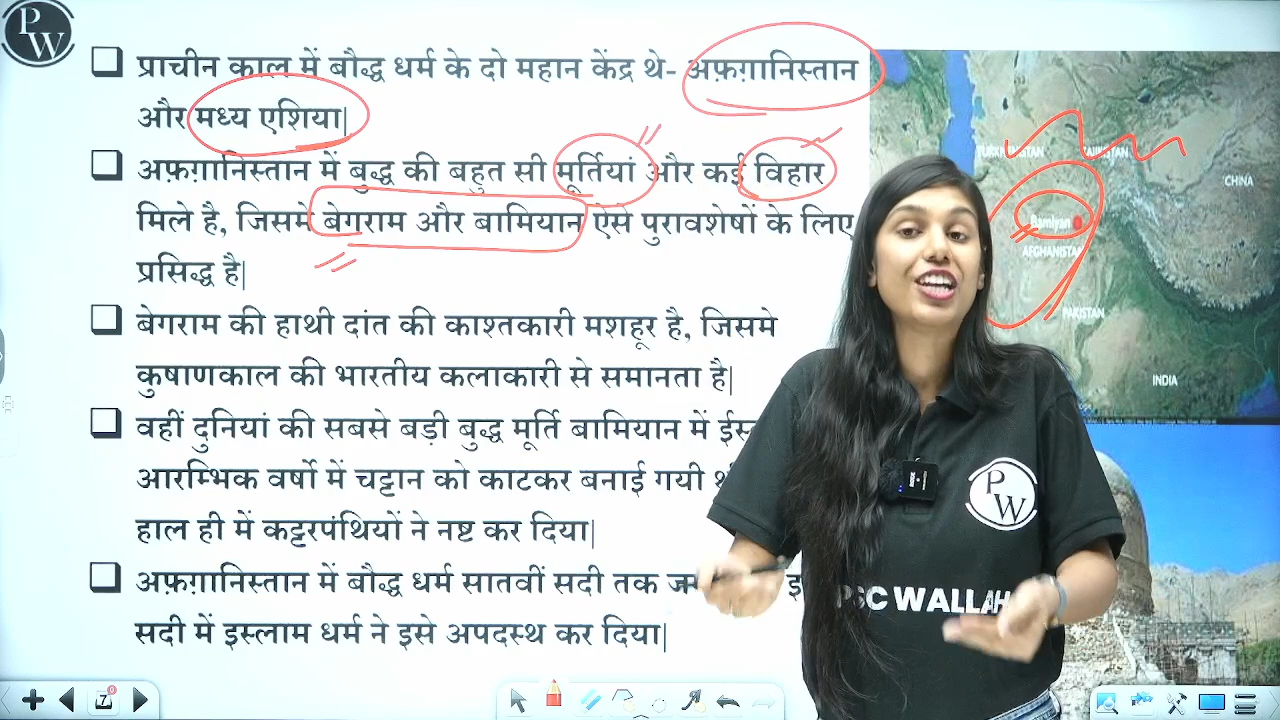 PW
प्राचीन काल में बौद्ध धर्म के दो महान केंद्र थे- अफ़ग़ानिस्तान
और मध्य एशिया|
अफ़ग़ानिस्तान में बुद्ध की बहुत सी मूर्तियां और कई विहार
मिले है, जिसमे बेगराम और बामियान ऐसे पुरावशेषों के लिए
प्रसिद्ध है|
बेगराम की हाथी दांत की काश्तकारी मशहूर है, जिसमे
कुषाणकाल की भारतीय कलाकारी से समानता है|
वहीं दुनियां की सबसे बड़ी बुद्ध मूर्ति बामियान में
आरम्भिक वर्षो में चट्टान को काटकर बनाई गयी
हाल ही में कट्टरपंथियों ने नष्ट कर दिया|
अफ़ग़ानिस्तान में बौद्ध धर्म सातवीं सदी तक
सदी में इस्लाम धर्म ने इसे अपदस्थ कर दिया|
TURKMENISTAN
TAJIKISTAN
CHINA
Bamiyan
AFGHANISTAN
PAKISTAN
INDIA
PW
PSC WALLAH